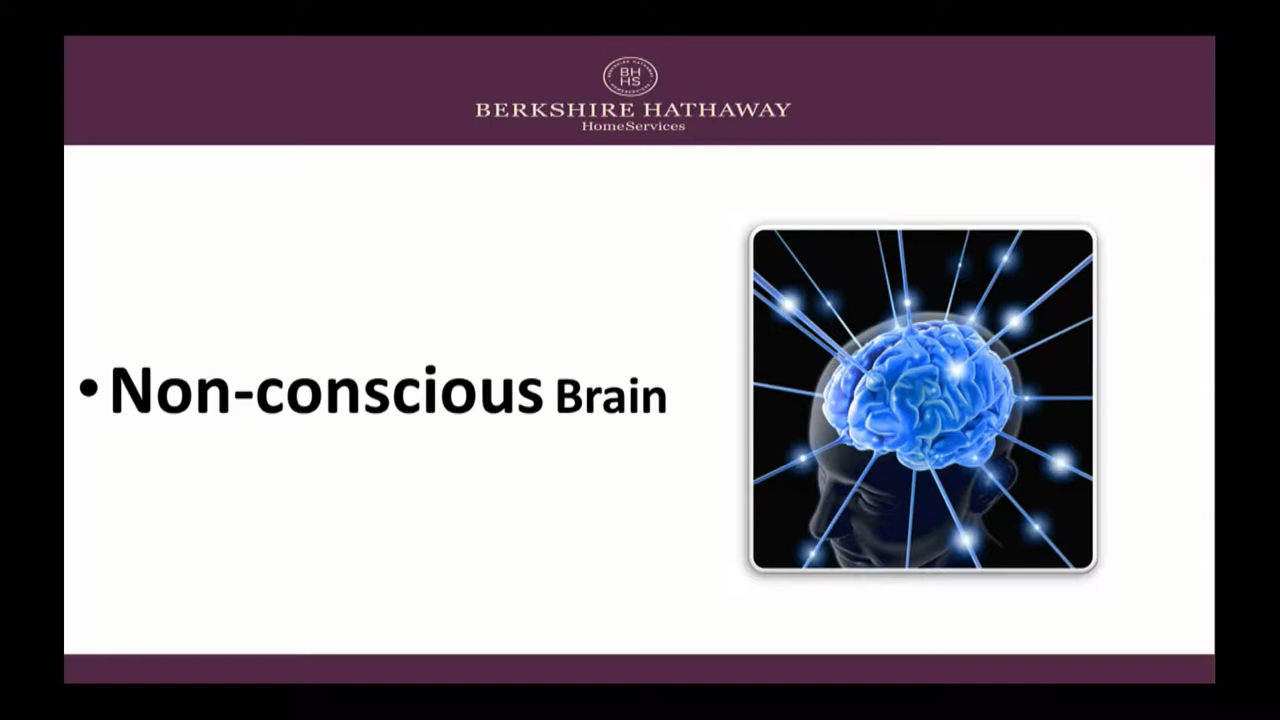 BH
HS
BERKSHIRE HATHAWAY
HomeServices
• Non-conscious Brain